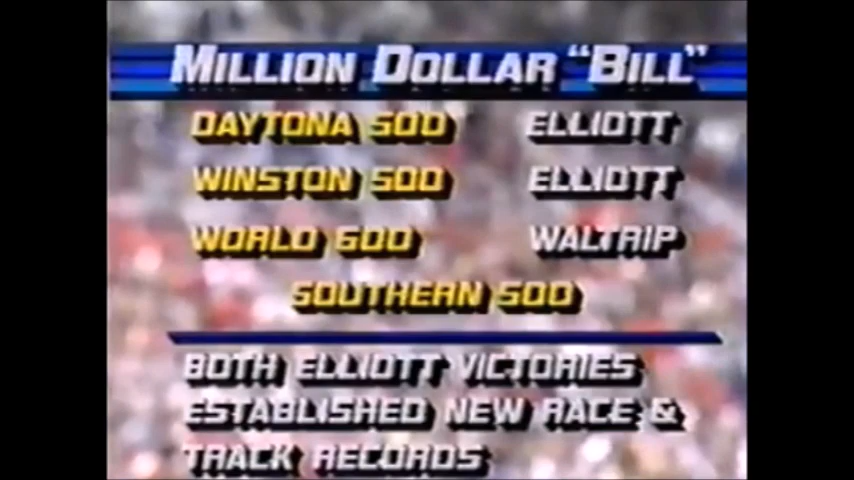 MILLION DOLLAR "BILL"
DAYTONA 500 ELLIOTT
WINSTON 500 ELLIOTT
WORLD 600 WALTRIP
SOUTHERN 500
BOTH ELLIOTT VICTORIES
ESTABLISHED NEW RACE &
TRACK RECORDS